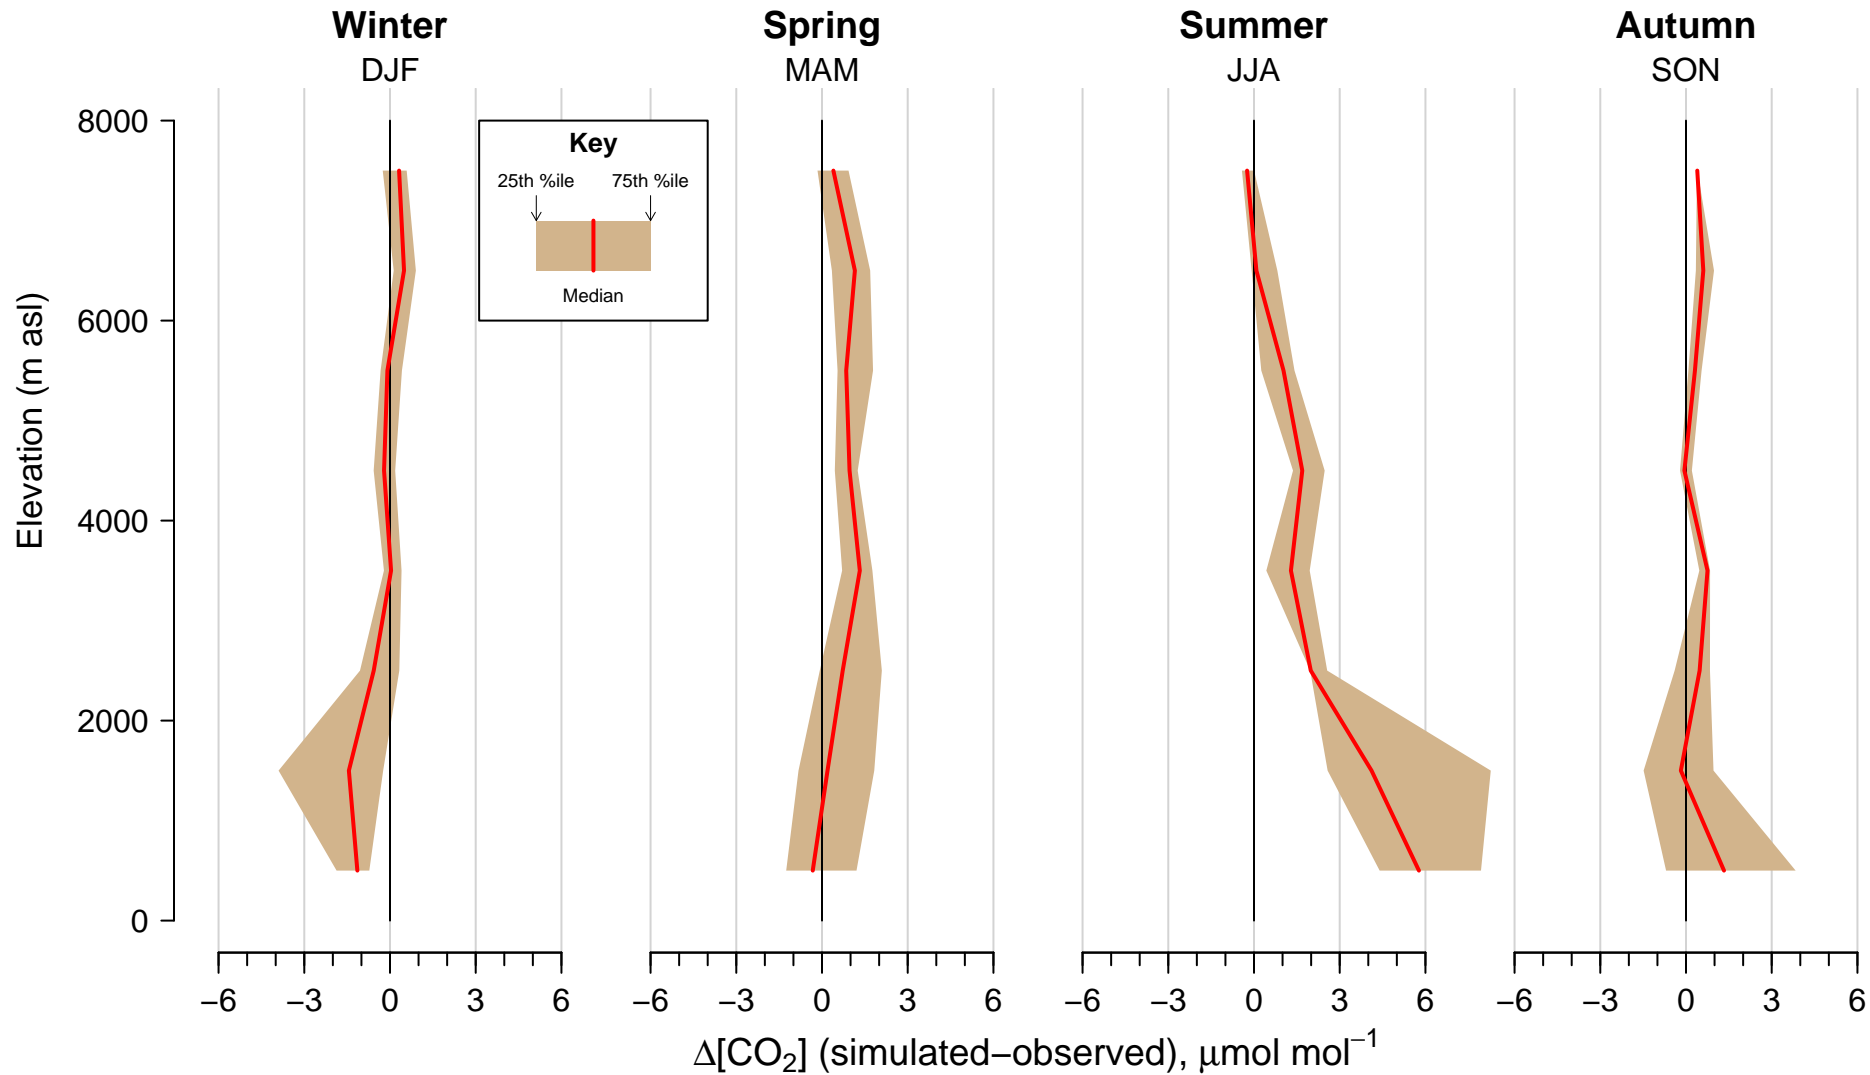 Winter Spring Summer Autumn
DJF MAM JJA SON
8000
Key
25th %ile 75th %ile
Median
6000
4000
2000
0
Elevation (m asl)
−6 −3 0 3 6 −6 −3 0 3 6 −6 −3 0 3 6 −6 −3 0 3 6
Δ[CO₂] (simulated−observed), μmol mol⁻¹